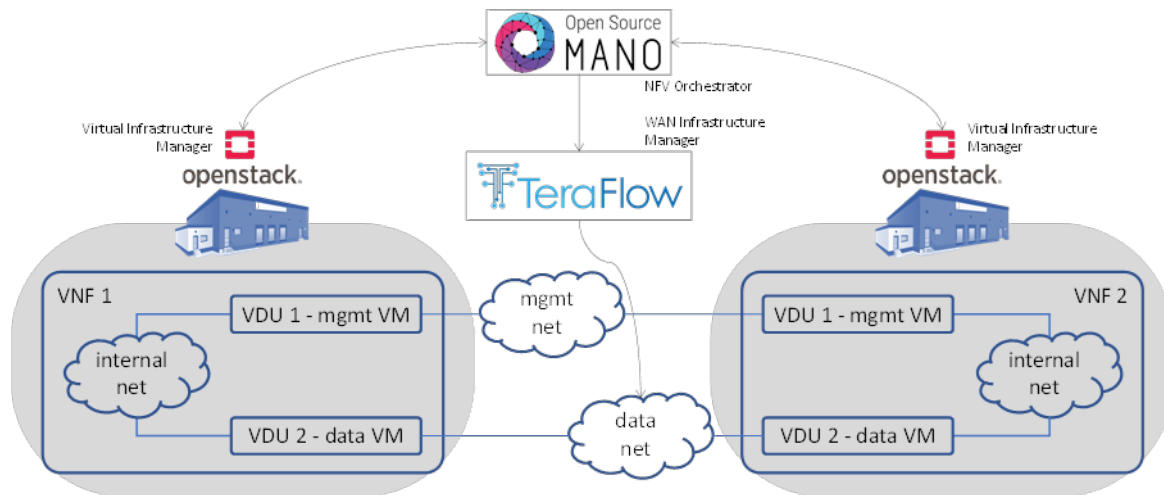 Open Source
MANO
NFV Orchestrator
Virtual Infrastructure
Manager
openstack.
WAN Infrastructure
Manager
TeraFlow
Virtual Infrastructure
Manager
openstack.
VNF 1
VDU 1 - mgmt VM
internal
net
VDU 2 - data VM
mgmt
net
data
net
VNF 2
VDU 1 - mgmt VM
internal
net
VDU 2 - data VM